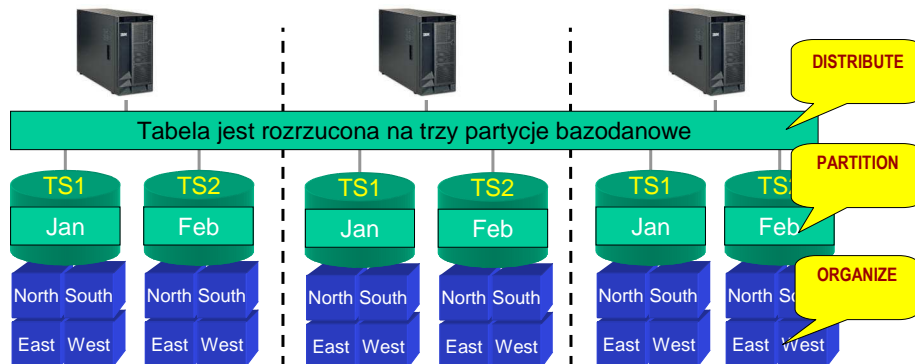 DISTRIBUTE
Tabela jest rozrzucona na trzy partycje bazodanowe
PARTITION
TS1 TS2 TS1 TS2 TS1
Jan Feb Jan Feb Jan Feb
ORGANIZE
North South North South North South North South North South North
East West East West East West East West East West East West